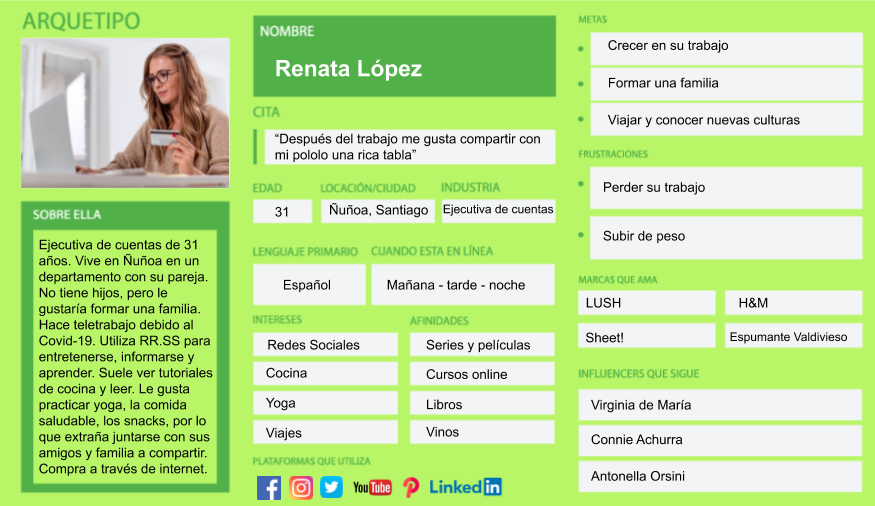 ARQUETIPO
SOBRE ELLA
Ejecutiva de cuentas de 31
años. Vive en Ñuñoa en un
departamento con su pareja.
No tiene hijos, pero le
gustaría formar una familia.
Hace teletrabajo debido al
Covid-19. Utiliza RR.SS para
entretenerse, informarse y
aprender. Suele ver tutoriales
de cocina y leer. Le gusta
practicar yoga, la comida
saludable, los snacks, por lo
que extraña juntarse con sus
amigos y familia a compartir.
Compra a través de internet.
NOMBRE
Renata López
CITA
“Después del trabajo me gusta compartir con
mi pololo una rica tabla”
EDAD
31
LOCACIÓN/CIUDAD
Ñuñoa, Santiago
INDUSTRIA
Ejecutiva de cuentas
LENGUAJE PRIMARIO
Español
CUANDO ESTA EN LÍNEA
Mañana - tarde - noche
INTERESES
Redes Sociales
Cocina
Yoga
Viajes
AFINIDADES
Series y películas
Cursos online
Libros
Vinos
PLATAFORMAS QUE UTILIZA
YouTube
LinkedIn
METAS
Crecer en su trabajo
Formar una familia
Viajar y conocer nuevas culturas
FRUSTRACIONES
Perder su trabajo
Subir de peso
MARCAS QUE AMA
LUSH
H&M
Sheet!
Espumante Valdivieso
INFLUENCERS QUE SIGUE
Virginia de María
Connie Achurra
Antonella Orsini